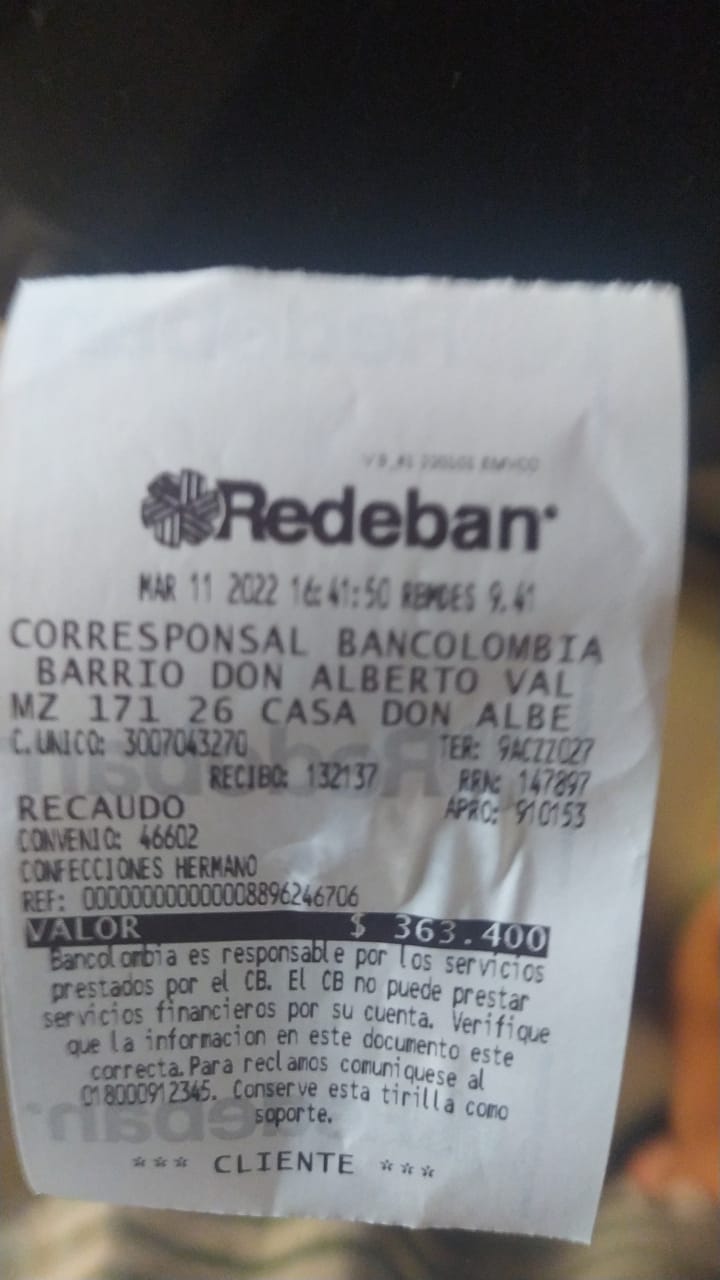 Redeban
MAR 11 2022 16:41:50 9.41
CORRESPONSAL BANCOLOMBIA
BARRIO DON ALBERTO VAL
MZ 171 26 CASA DON ALBE
C.UNICO: 3007043270 TER: 9ACZZ027
RECIBO: 132137 RRN: 147897
RECAUDO APRO: 910153
CONVENIO: 46602
CONFECCIONES HERMANO
REF: 0000000000000008896246706
VALOR $ 363.400
Bancolombia es responsable por los servicios
prestados por el CB. El CB no puede prestar
servicios financieros por su cuenta. Verifique
que la informacion en este documento este
correcta. Para reclamos comuniquese al
018000912345. Conserve esta tirilla como
soporte.
*** CLIENTE ***